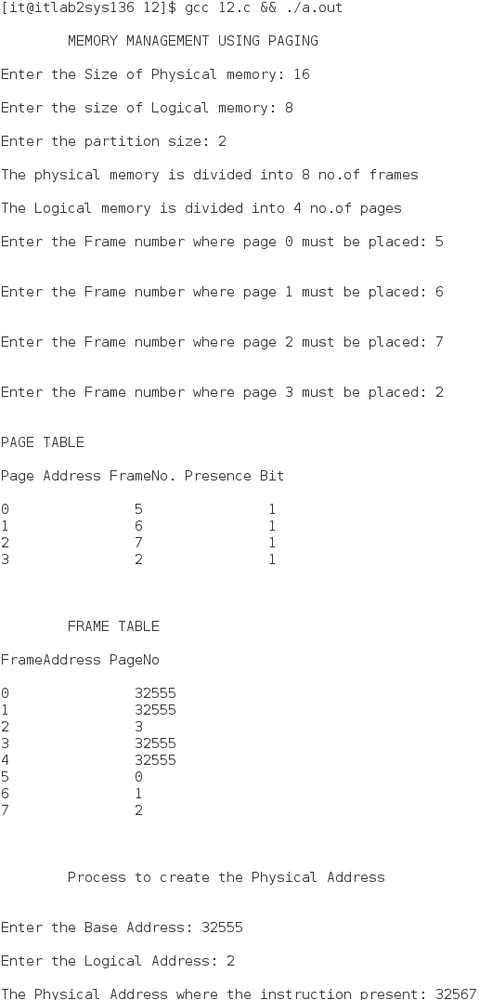 [it@itlab2sys136 12]$ gcc 12.c && ./a.out
MEMORY MANAGEMENT USING PAGING
Enter the Size of Physical memory: 16
Enter the size of Logical memory: 8
Enter the partition size: 2
The physical memory is divided into 8 no.of frames
The Logical memory is divided into 4 no.of pages
Enter the Frame number where page 0 must be placed: 5
Enter the Frame number where page 1 must be placed: 6
Enter the Frame number where page 2 must be placed: 7
Enter the Frame number where page 3 must be placed: 2
PAGE TABLE
Page Address FrameNo. Presence Bit
0 5 1
1 6 1
2 7 1
3 2 1
FRAME TABLE
FrameAddress PageNo
0 32555
1 32555
2 3
3 32555
4 32555
5 0
6 1
7 2
Process to create the Physical Address
Enter the Base Address: 32555
Enter the Logical Address: 2
The Physical Address where the instruction present: 32567